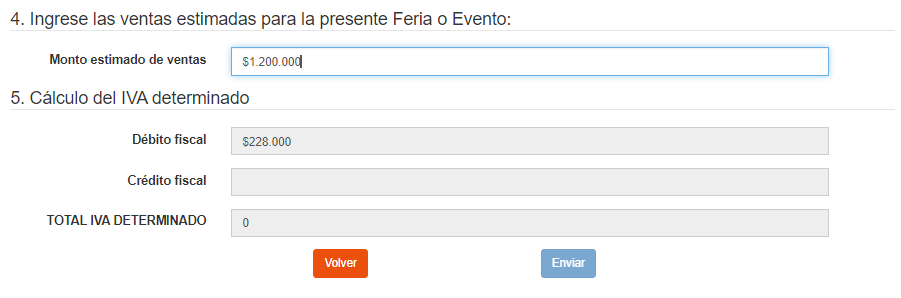 4. Ingrese las ventas estimadas para la presente Feria o Evento:
Monto estimado de ventas $1.200.000
5. Cálculo del IVA determinado
Débito fiscal $228.000
Crédito fiscal
TOTAL IVA DETERMINADO 0
Volver Enviar